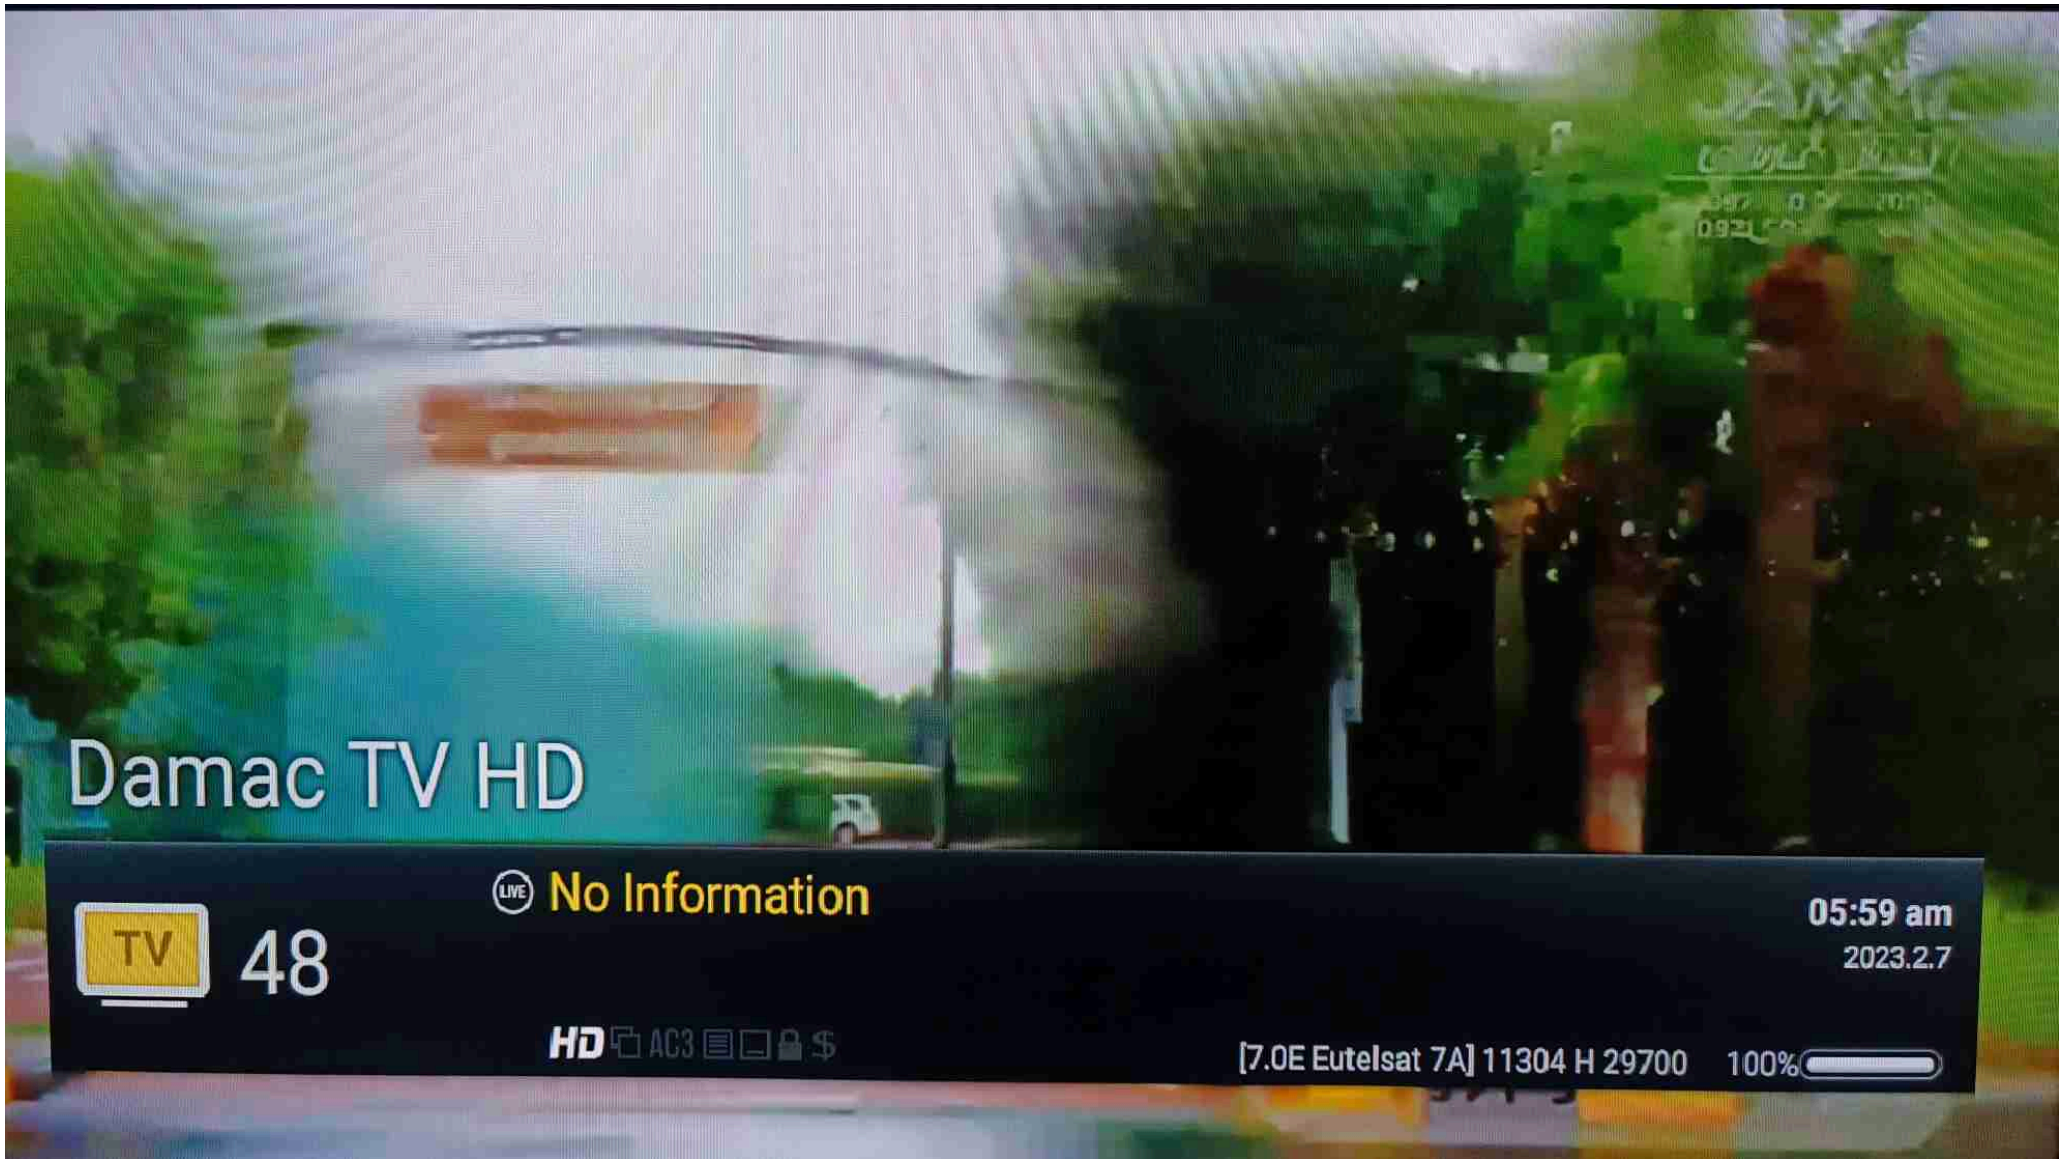 Damac TV HD
LIVE No Information
05:59 am
TV 48
2023.2.7
HD AC3 $
[7.0E Eutelsat 7A] 11304 H 29700 100%